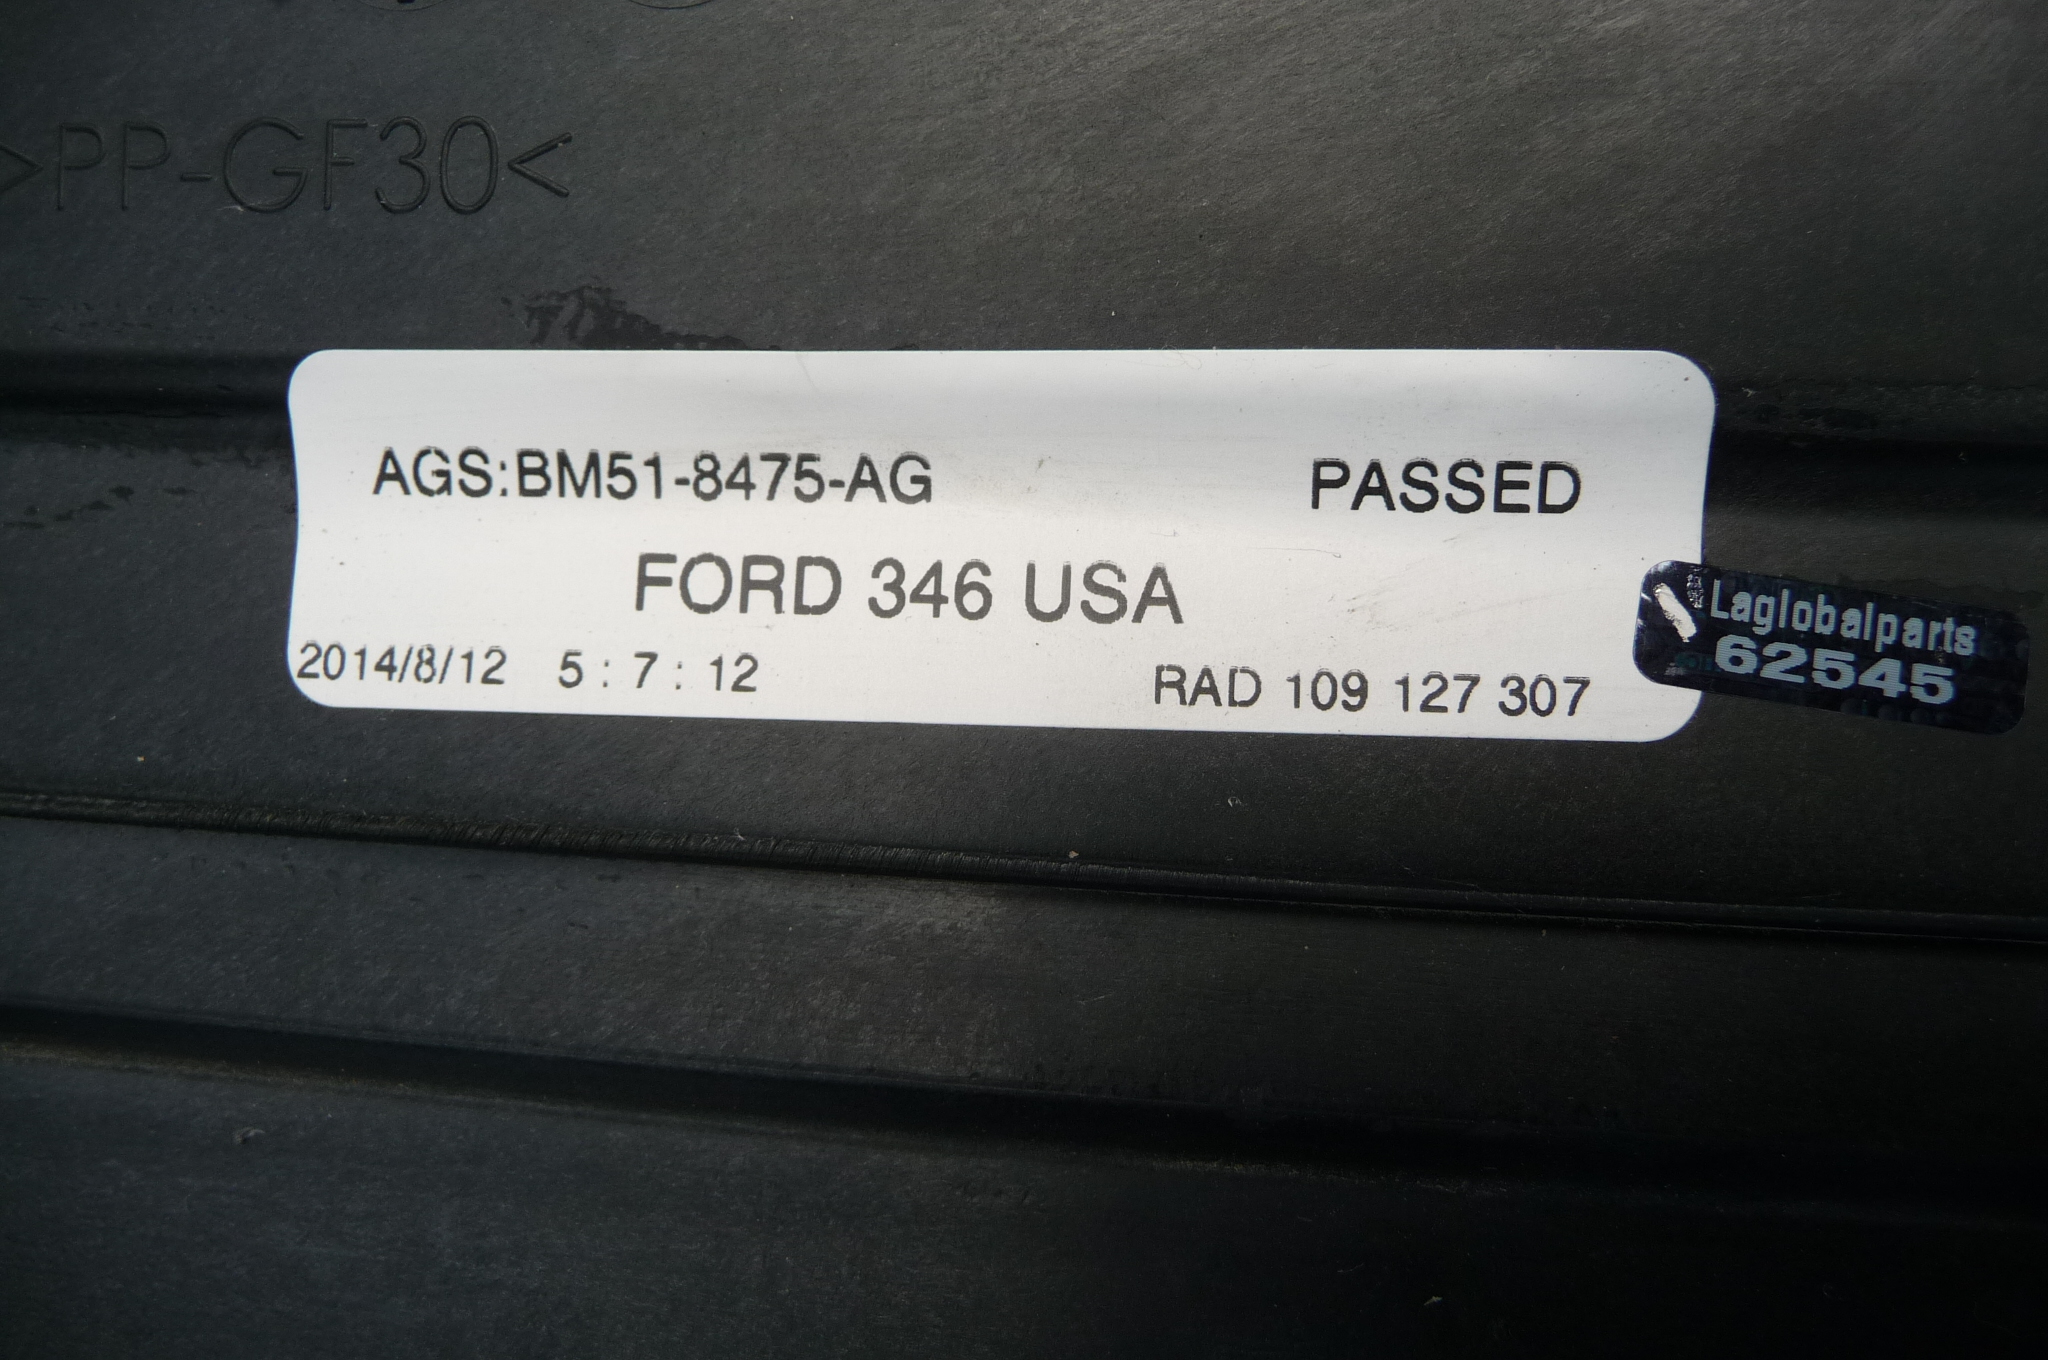 >PP-GF30<
AGS:BM51-8475-AG PASSED
FORD 346 USA
2014/8/12 5 : 7 : 12 RAD 109 127 307
Laglobalparts
62545